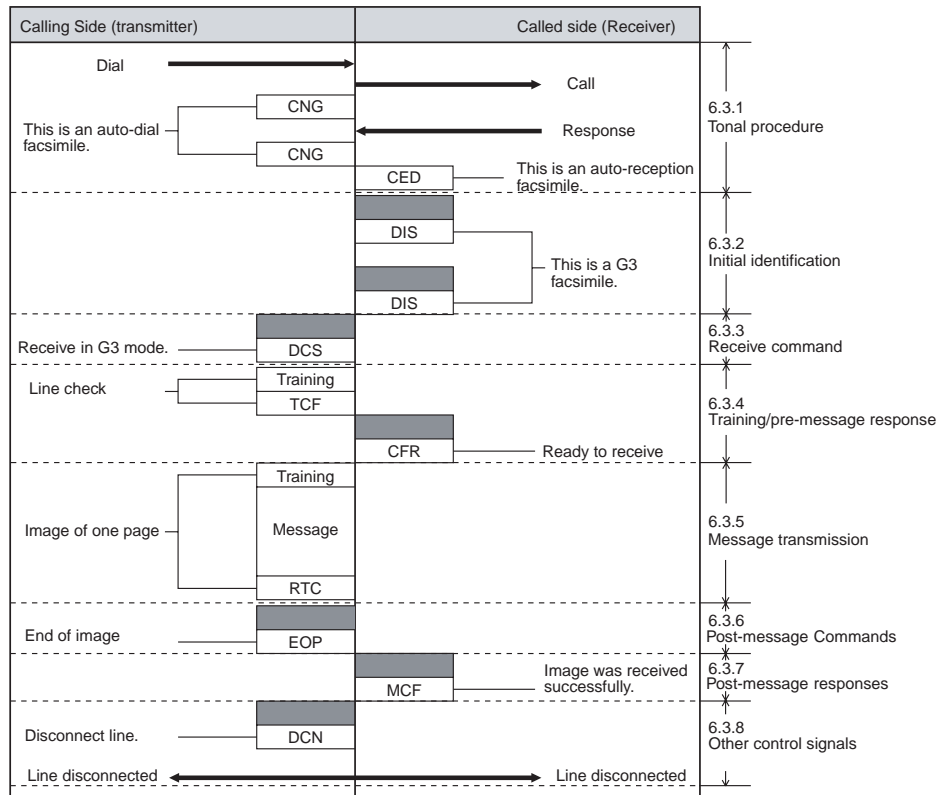 Calling Side (transmitter)
Called side (Receiver)
Dial
Call
CNG
This is an auto-dial
facsimile.
Response
CNG
CED
This is an auto-reception
facsimile.
6.3.1
Tonal procedure
DIS
This is a G3
facsimile.
DIS
6.3.2
Initial identification
Receive in G3 mode.
DCS
6.3.3
Receive command
Line check
Training
TCF
CFR
Ready to receive
6.3.4
Training/pre-message response
Training
Image of one page
Message
RTC
6.3.5
Message transmission
End of image
EOP
6.3.6
Post-message Commands
MCF
Image was received
successfully.
6.3.7
Post-message responses
Disconnect line.
DCN
6.3.8
Other control signals
Line disconnected
Line disconnected